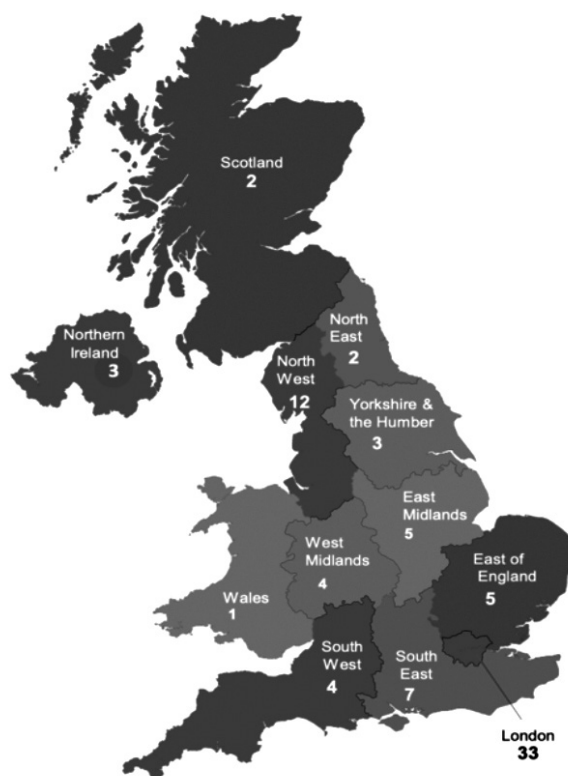 Scotland
2
Northern
Ireland
3
North
East
2
North
West
12
Yorkshire &
the Humber
3
East
Midlands
5
West
Midlands
4
East of
England
5
Wales
1
South
West
4
South
East
7
London
33